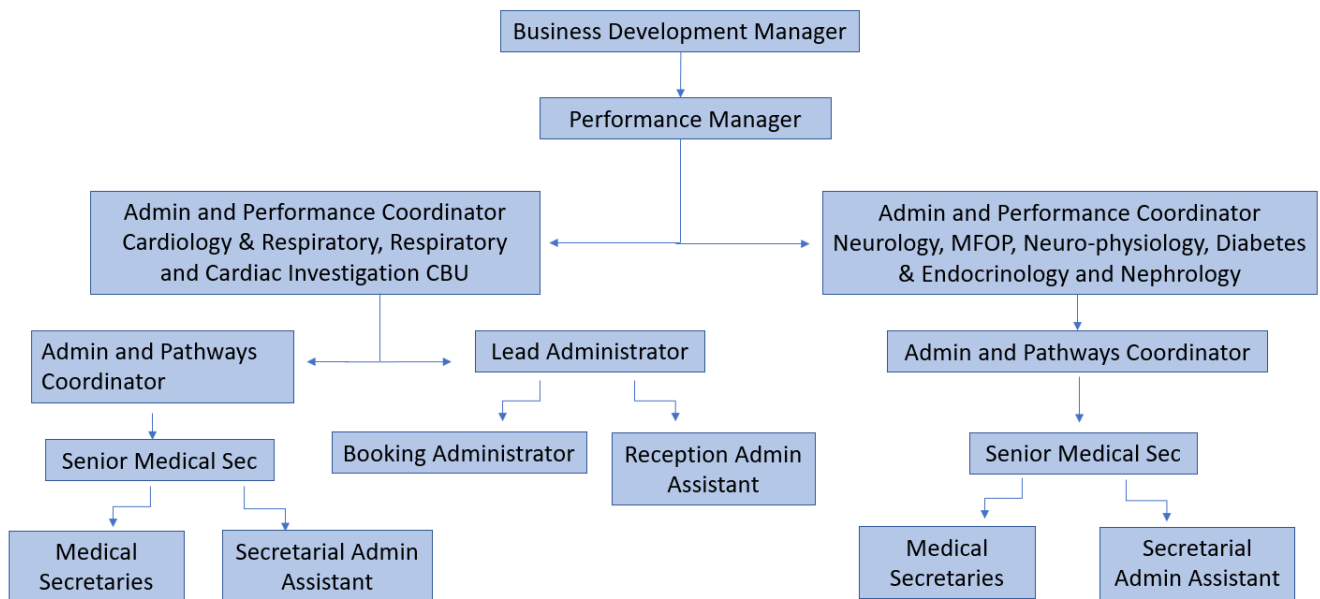 Business Development Manager
Performance Manager
Admin and Performance Coordinator
Cardiology & Respiratory, Respiratory
and Cardiac Investigation CBU
Admin and Performance Coordinator
Neurology, MFOP, Neuro-physiology, Diabetes
& Endocrinology and Nephrology
Admin and Pathways
Coordinator
Lead Administrator
Admin and Pathways Coordinator
Senior Medical Sec
Booking Administrator
Reception Admin
Assistant
Senior Medical Sec
Medical
Secretaries
Secretarial Admin
Assistant
Medical
Secretaries
Secretarial
Admin Assistant